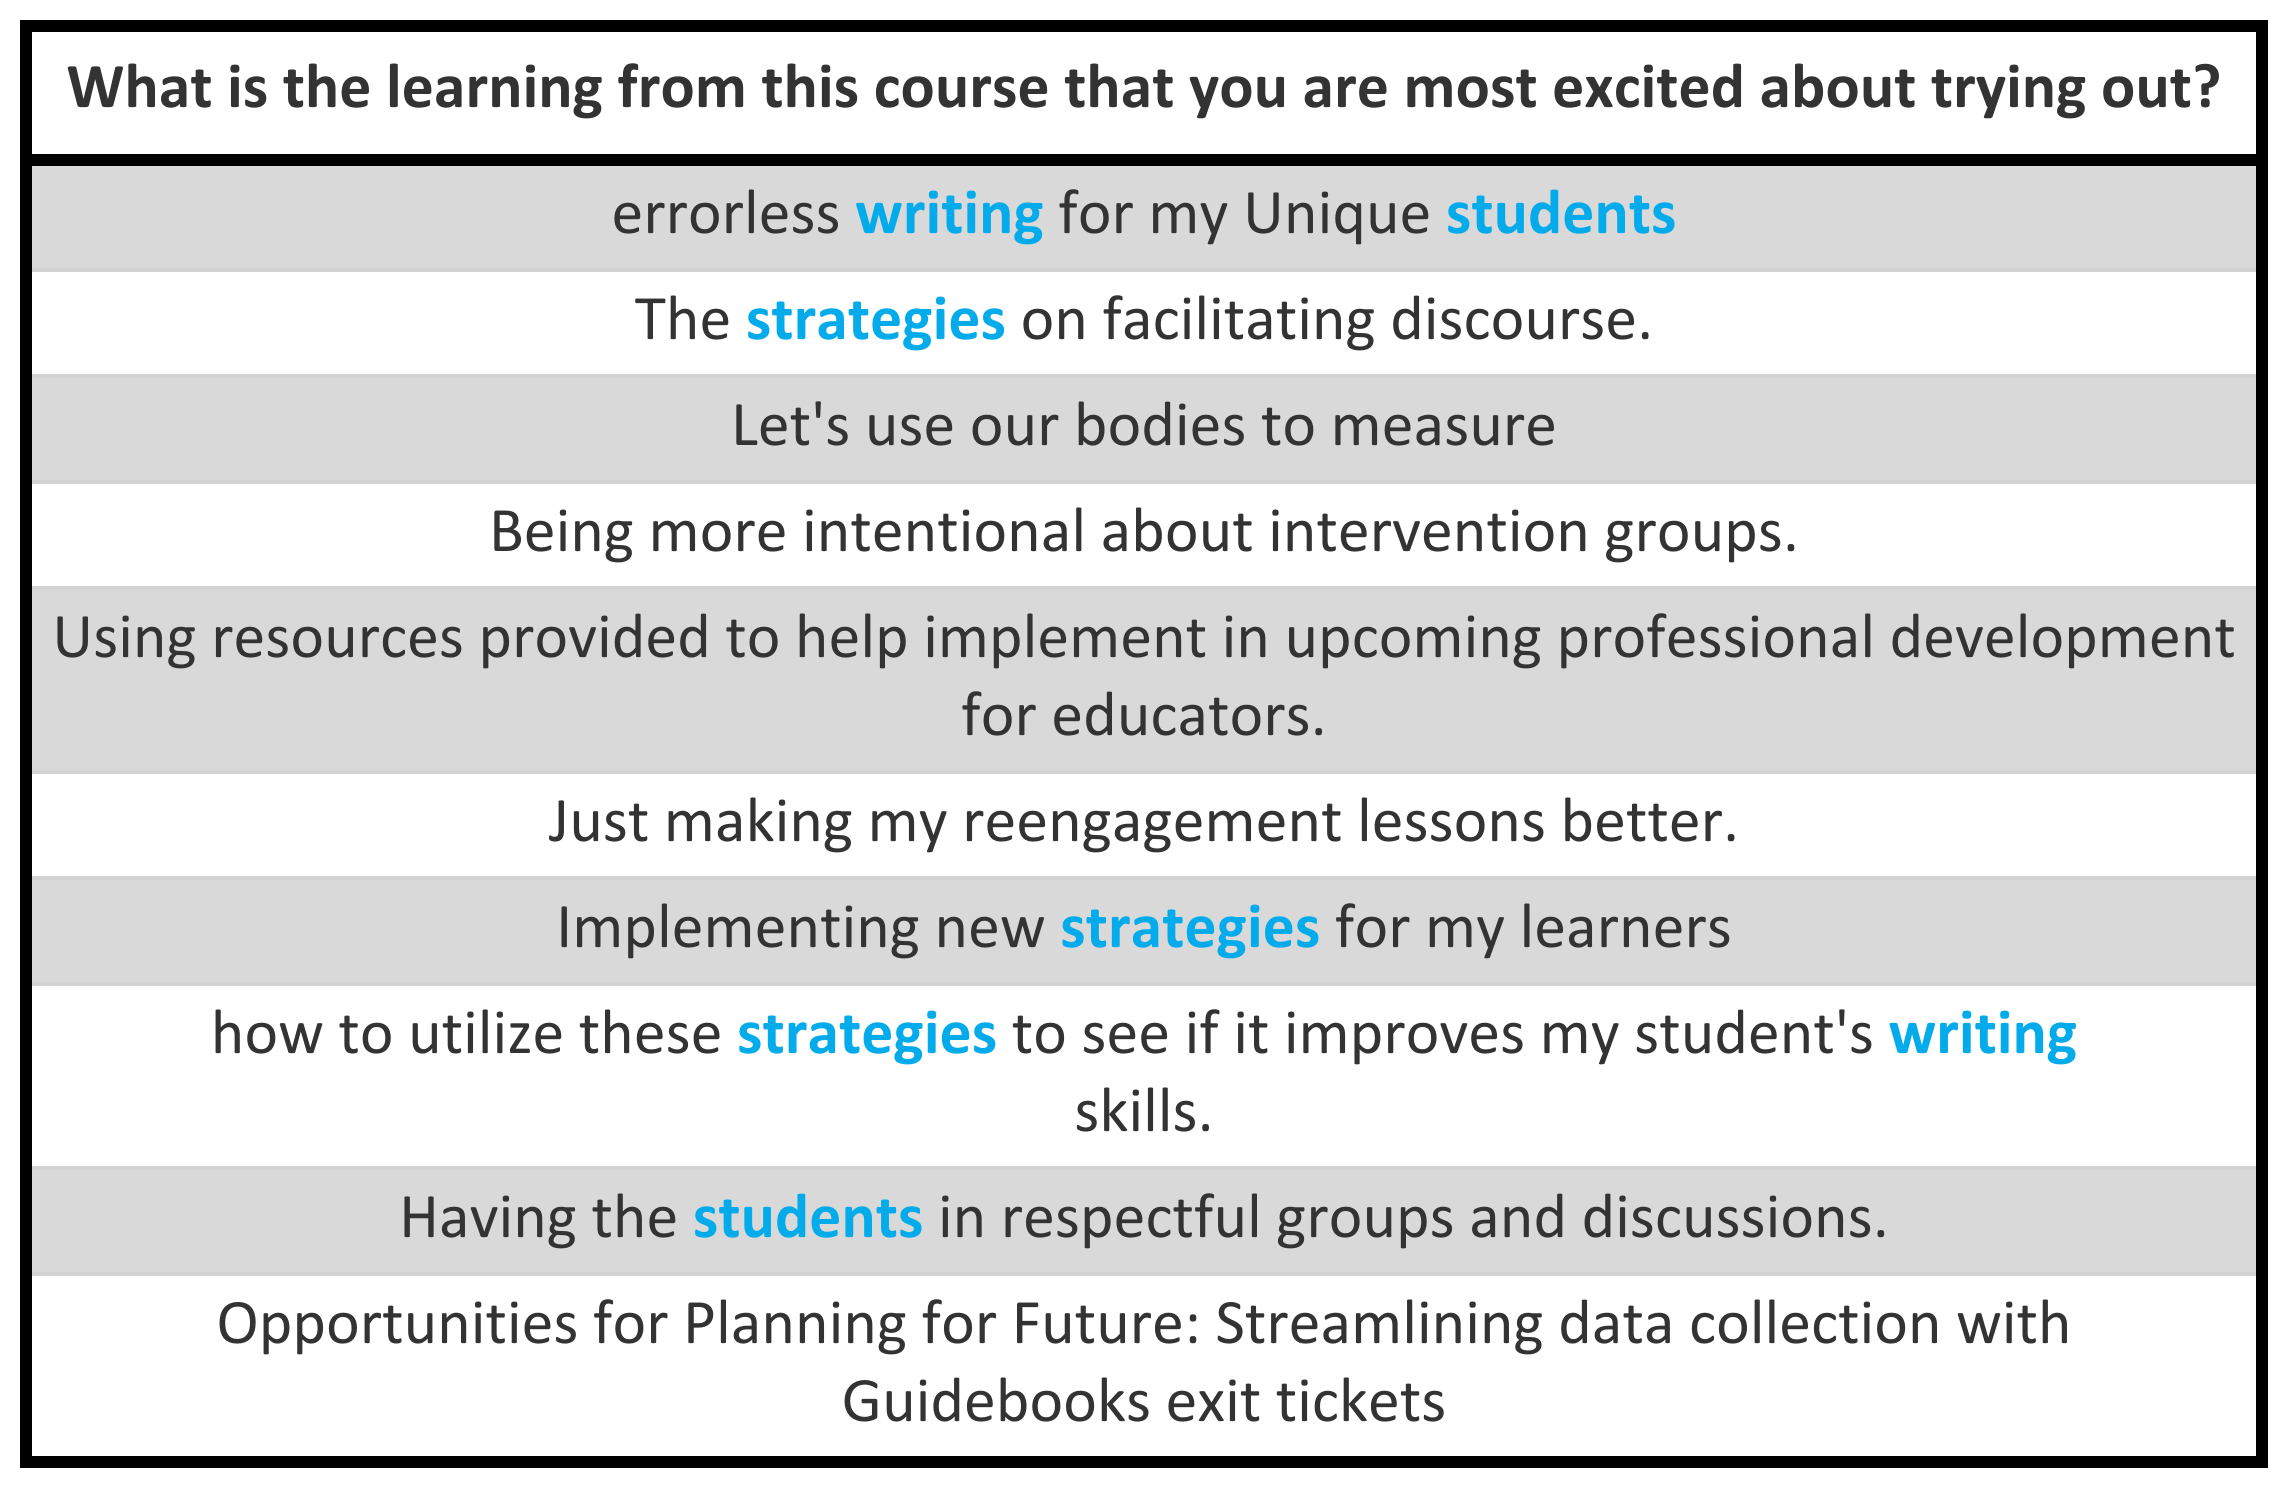 What is the learning from this course that you are most excited about trying out?
errorless writing for my Unique students
The strategies on facilitating discourse.
Let's use our bodies to measure
Being more intentional about intervention groups.
Using resources provided to help implement in upcoming professional development
for educators.
Just making my reengagement lessons better.
Implementing new strategies for my learners
how to utilize these strategies to see if it improves my student's writing
skills.
Having the students in respectful groups and discussions.
Opportunities for Planning for Future: Streamlining data collection with
Guidebooks exit tickets